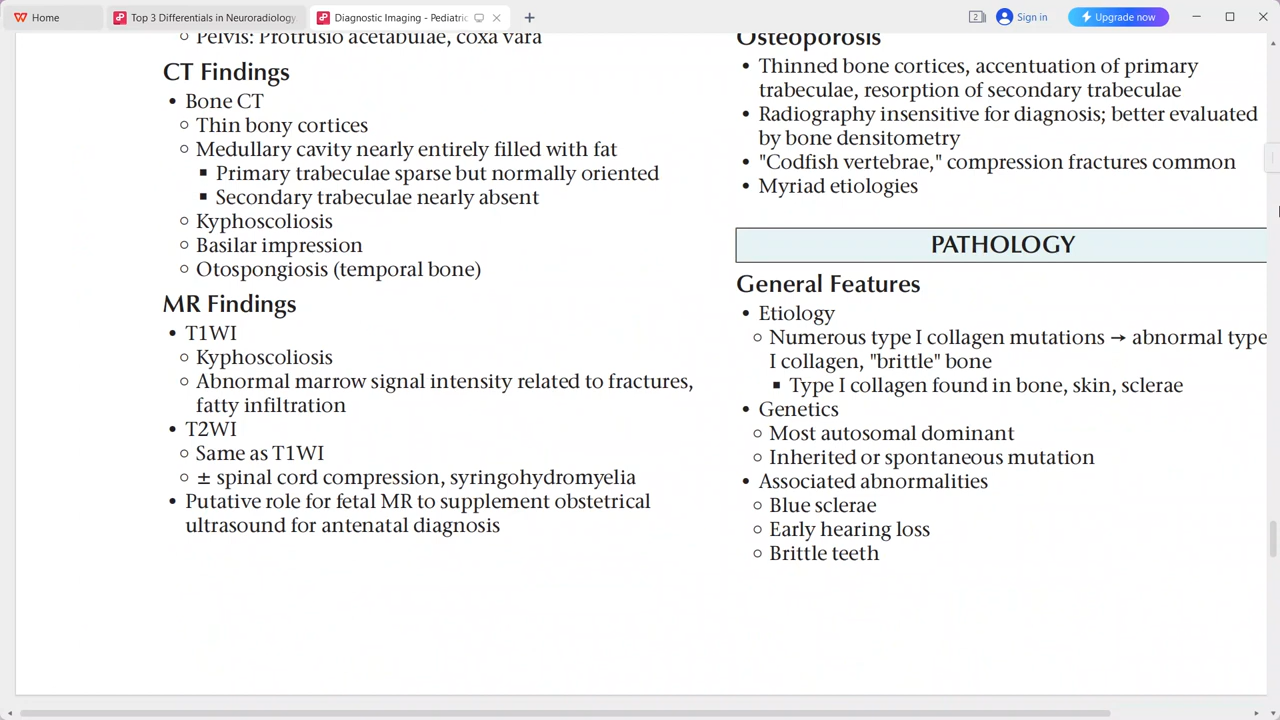 Home
Top 3 Differentials in Neuroradiology.
Diagnostic Imaging - Pediatric
2
Sign in
Upgrade now
Pelvis: Protrusio acetabulae, coxa vara
CT Findings
• Bone CT
○ Thin bony cortices
○ Medullary cavity nearly entirely filled with fat
▪ Primary trabeculae sparse but normally oriented
▪ Secondary trabeculae nearly absent
○ Kyphoscoliosis
○ Basilar impression
○ Otospongiosis (temporal bone)
MR Findings
• T1WI
○ Kyphoscoliosis
○ Abnormal marrow signal intensity related to fractures,
fatty infiltration
• T2WI
○ Same as T1WI
○ ± spinal cord compression, syringohydromyelia
• Putative role for fetal MR to supplement obstetrical
ultrasound for antenatal diagnosis
Osteoporosis
• Thinned bone cortices, accentuation of primary
trabeculae, resorption of secondary trabeculae
• Radiography insensitive for diagnosis; better evaluated
by bone densitometry
• "Codfish vertebrae," compression fractures common
• Myriad etiologies
PATHOLOGY
General Features
• Etiology
○ Numerous type I collagen mutations → abnormal type
I collagen, "brittle" bone
▪ Type I collagen found in bone, skin, sclerae
• Genetics
○ Most autosomal dominant
○ Inherited or spontaneous mutation
• Associated abnormalities
○ Blue sclerae
○ Early hearing loss
○ Brittle teeth